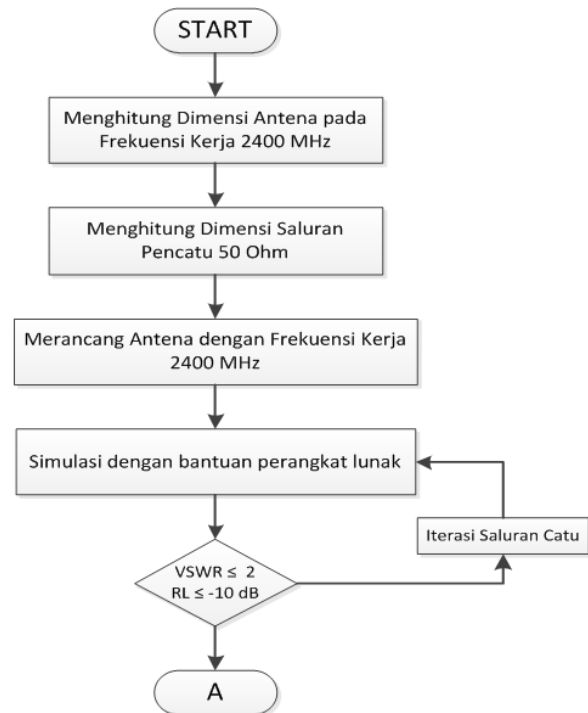 START
Menghitung Dimensi Antena pada
Frekuensi Kerja 2400 MHz
Menghitung Dimensi Saluran
Pencatu 50 Ohm
Merancang Antena dengan Frekuensi Kerja
2400 MHz
Simulasi dengan bantuan perangkat lunak
Iterasi Saluran Catu
VSWR ≤ 2
RL ≤ -10 dB
A